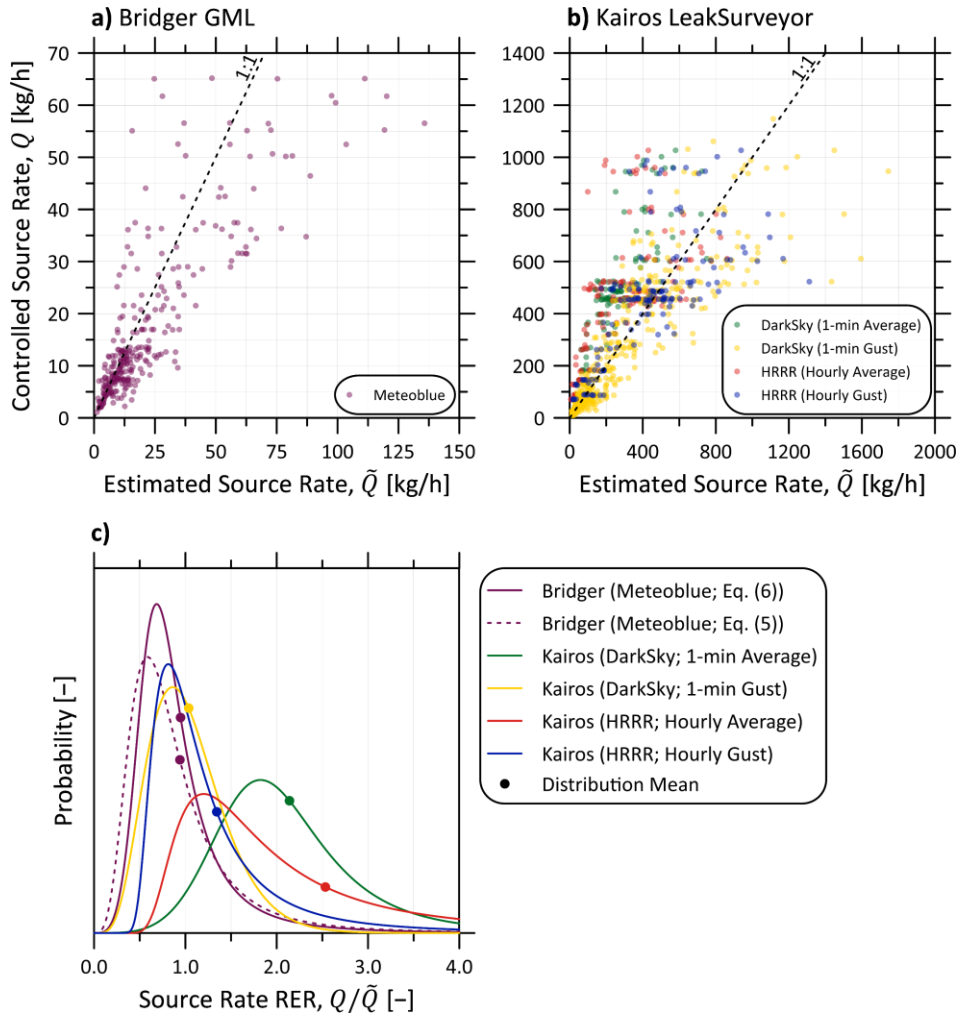 a) Bridger GML
70
60
50
40
30
20
10
0
0
25
50
75
100
125
150
1:1
Meteoblue
Controlled Source Rate, Q [kg/h]
Estimated Source Rate, Q̃ [kg/h]
b) Kairos LeakSurveyor
1400
1200
1000
800
600
400
200
0
0
400
800
1200
1600
2000
1:1
DarkSky (1-min Average)
DarkSky (1-min Gust)
HRRR (Hourly Average)
HRRR (Hourly Gust)
Estimated Source Rate, Q̃ [kg/h]
c)
Probability [–]
0.0
1.0
2.0
3.0
4.0
Source Rate RER, Q/Q̃ [–]
Bridger (Meteoblue; Eq. (6))
Bridger (Meteoblue; Eq. (5))
Kairos (DarkSky; 1-min Average)
Kairos (DarkSky; 1-min Gust)
Kairos (HRRR; Hourly Average)
Kairos (HRRR; Hourly Gust)
Distribution Mean